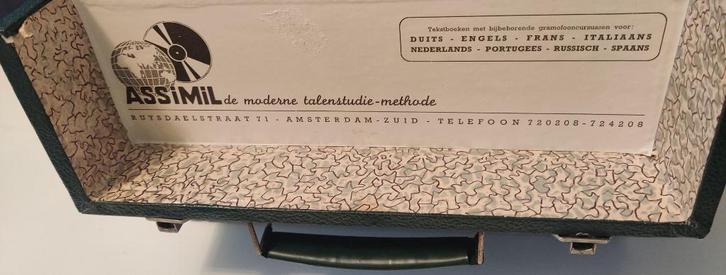 Tekstboeken met bijbehorende gramofooncursussen voor:
DUITS - ENGELS - FRANS - ITALIAANS
NEDERLANDS - PORTUGEES - RUSSISCH - SPAANS
ASSiMiL de moderne talenstudie-methode
RUYSDAELSTRAAT 71 - AMSTERDAM-ZUID - TELEFOON 720208-724208